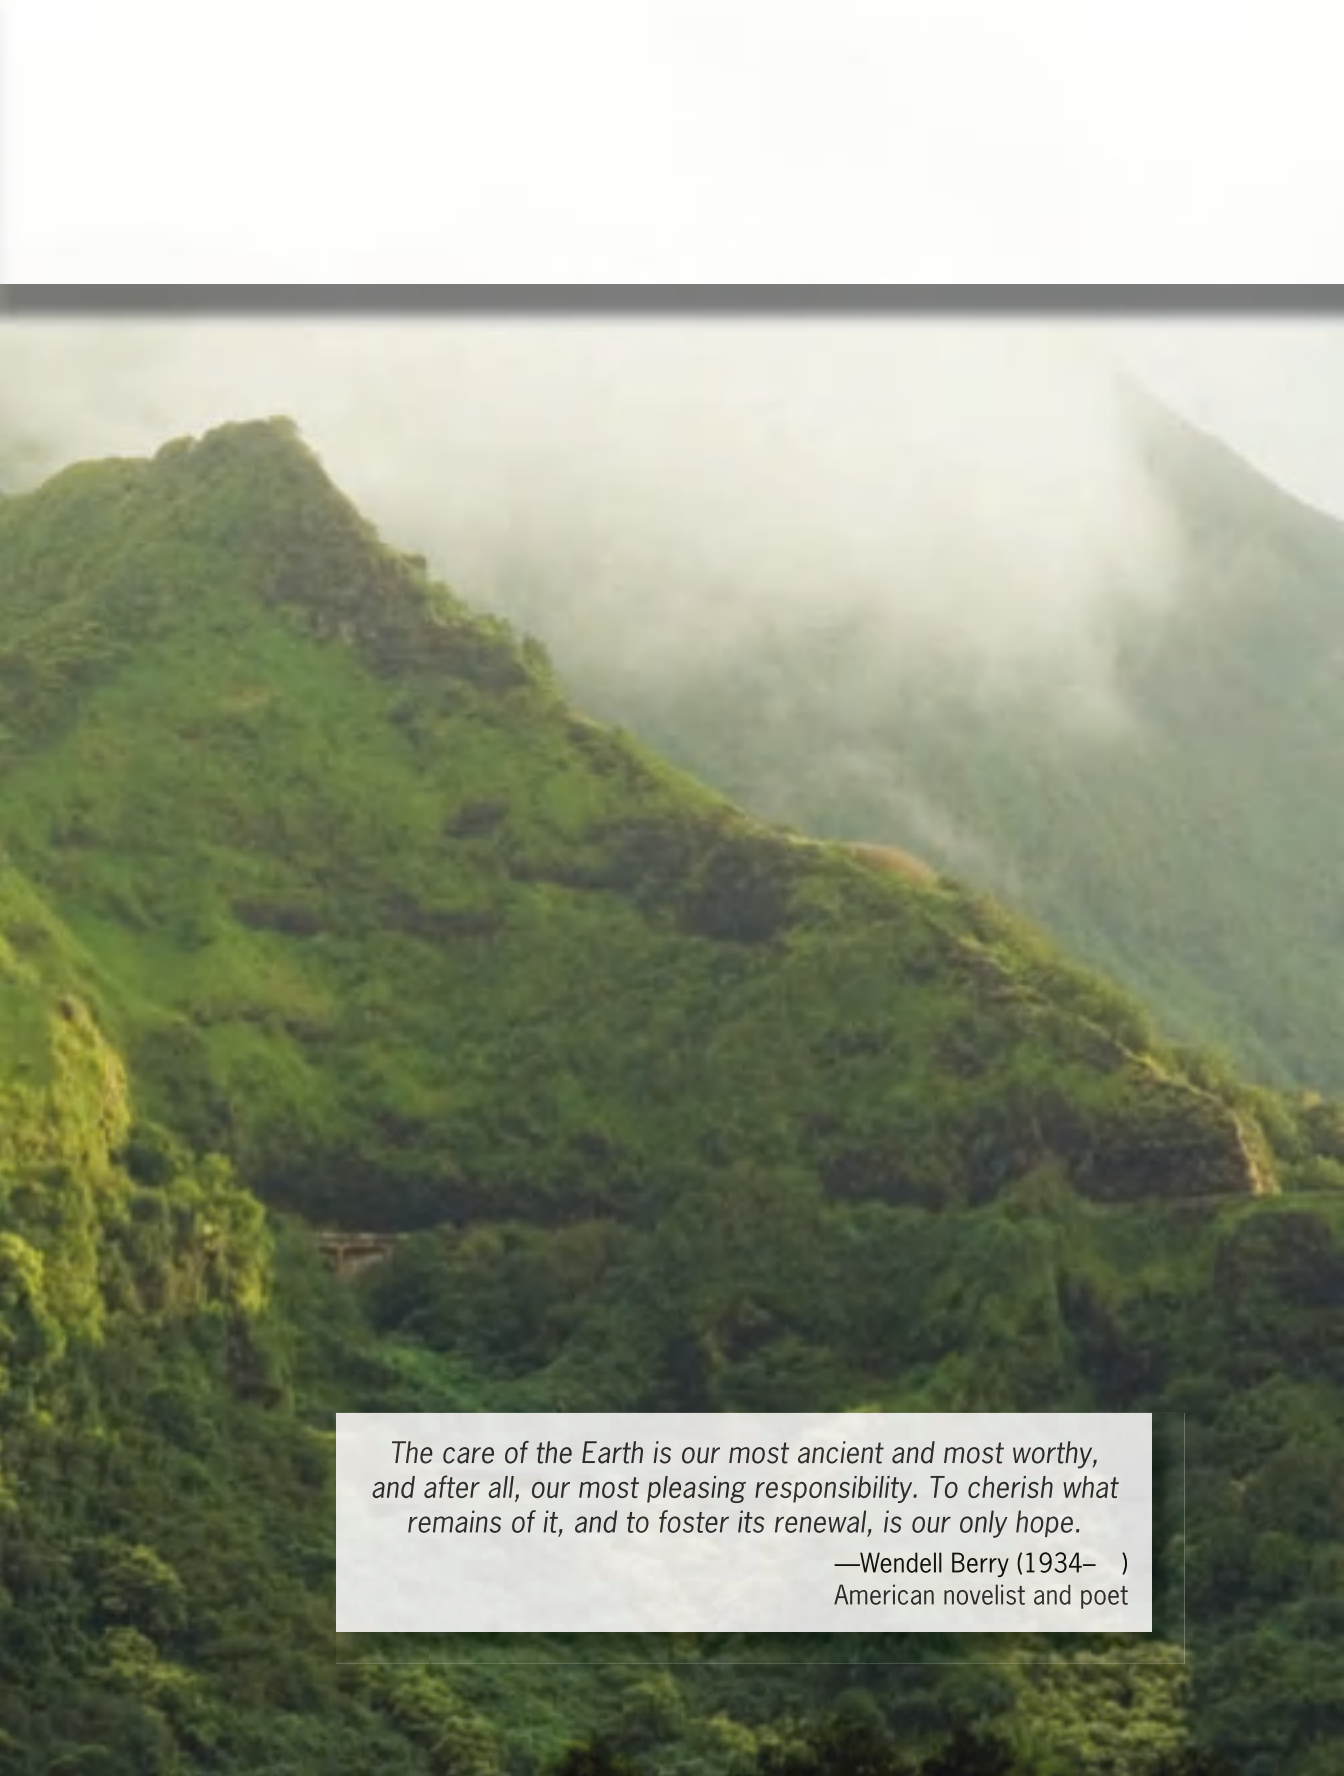 The care of the Earth is our most ancient and most worthy,
and after all, our most pleasing responsibility. To cherish what
remains of it, and to foster its renewal, is our only hope.
—Wendell Berry (1934– )
American novelist and poet